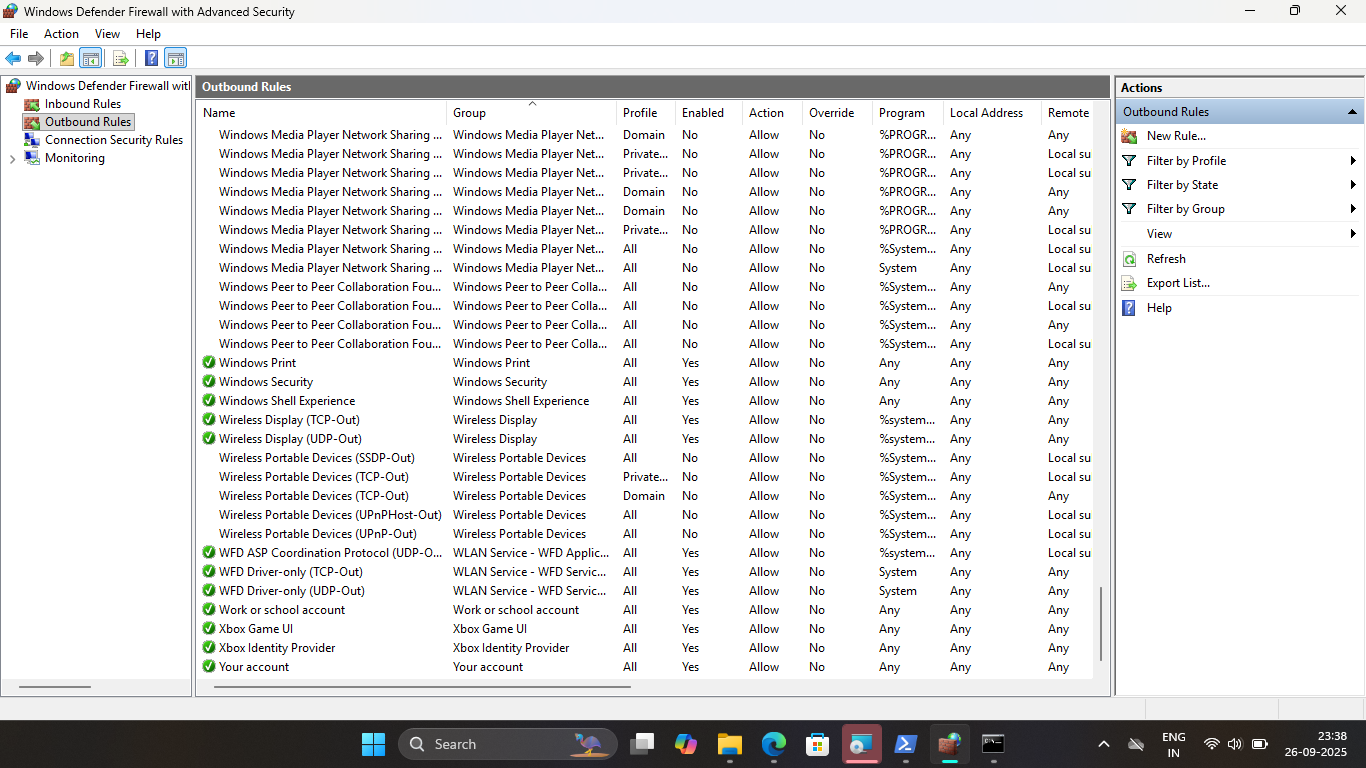 Windows Defender Firewall with Advanced Security
File Action View Help
Windows Defender Firewall witl
Inbound Rules
Outbound Rules
Connection Security Rules
Monitoring
Outbound Rules
Name Group Profile Enabled Action Override Program Local Address Remote
Windows Media Player Network Sharing ... Windows Media Player Net... Domain No Allow No %PROGR... Any Any
Windows Media Player Network Sharing ... Windows Media Player Net... Private... No Allow No %PROGR... Any Local su
Windows Media Player Network Sharing ... Windows Media Player Net... Private... No Allow No %PROGR... Any Local su
Windows Media Player Network Sharing ... Windows Media Player Net... Domain No Allow No %PROGR... Any Any
Windows Media Player Network Sharing ... Windows Media Player Net... Domain No Allow No %PROGR... Any Any
Windows Media Player Network Sharing ... Windows Media Player Net... Private... No Allow No %PROGR... Any Local su
Windows Media Player Network Sharing ... Windows Media Player Net... All No Allow No %System... Any Local su
Windows Media Player Network Sharing ... Windows Media Player Net... All No Allow No System Any Local su
Windows Peer to Peer Collaboration Fou... Windows Peer to Peer Colla... All No Allow No %System... Any Any
Windows Peer to Peer Collaboration Fou... Windows Peer to Peer Colla... All No Allow No %System... Any Local su
Windows Peer to Peer Collaboration Fou... Windows Peer to Peer Colla... All No Allow No %System... Any Any
Windows Peer to Peer Collaboration Fou... Windows Peer to Peer Colla... All No Allow No %System... Any Local su
Windows Print Windows Print All Yes Allow No Any Any Any
Windows Security Windows Security All Yes Allow No Any Any Any
Windows Shell Experience Windows Shell Experience All Yes Allow No Any Any Any
Wireless Display (TCP-Out) Wireless Display All Yes Allow No %system... Any Any
Wireless Display (UDP-Out) Wireless Display All Yes Allow No %system... Any Any
Wireless Portable Devices (SSDP-Out) Wireless Portable Devices All No Allow No %System... Any Local su
Wireless Portable Devices (TCP-Out) Wireless Portable Devices Private... No Allow No %System... Any Local su
Wireless Portable Devices (TCP-Out) Wireless Portable Devices Domain No Allow No %System... Any Any
Wireless Portable Devices (UPnPHost-Out) Wireless Portable Devices All No Allow No %System... Any Local su
Wireless Portable Devices (UPnP-Out) Wireless Portable Devices All No Allow No %System... Any Local su
WFD ASP Coordination Protocol (UDP-O... WLAN Service - WFD Applic... All Yes Allow No %system... Any Local su
WFD Driver-only (TCP-Out) WLAN Service - WFD Servic... All Yes Allow No System Any Any
WFD Driver-only (UDP-Out) WLAN Service - WFD Servic... All Yes Allow No System Any Any
Work or school account Work or school account All Yes Allow No Any Any Any
Xbox Game UI Xbox Game UI All Yes Allow No Any Any Any
Xbox Identity Provider Xbox Identity Provider All Yes Allow No Any Any Any
Your account Your account All Yes Allow No Any Any Any
Actions
Outbound Rules
New Rule...
Filter by Profile
Filter by State
Filter by Group
View
Refresh
Export List...
Help
Search
ENG
IN
23:38
26-09-2025